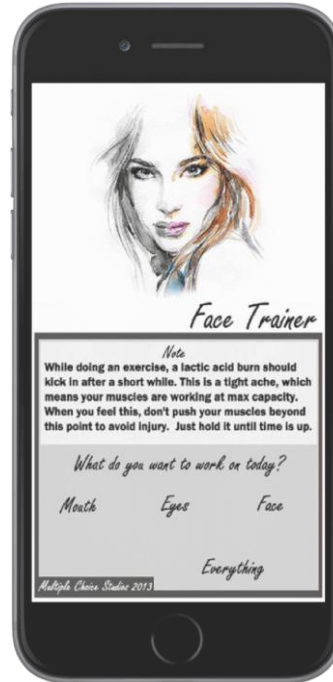 Face Trainer
Note
While doing an exercise, a lactic acid burn should
kick in after a short while. This is a tight ache, which
means your muscles are working at max capacity.
When you feel this, don't push your muscles beyond
this point to avoid injury.  Just hold it until time is up.
What do you want to work on today?
Mouth Eyes Face
Everything
Multiple Choice Studios 2013